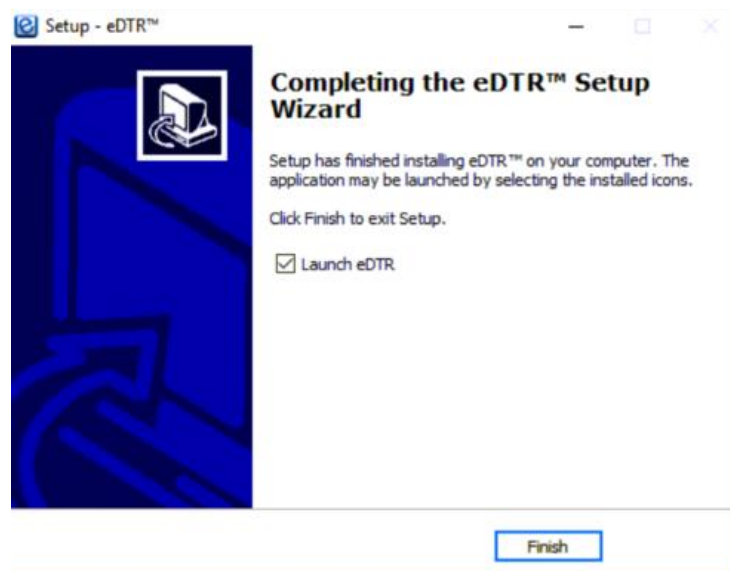 Setup - eDTR™
Completing the eDTR™ Setup
Wizard
Setup has finished installing eDTR™ on your computer. The
application may be launched by selecting the installed icons.
Click Finish to exit Setup.
Launch eDTR
Finish